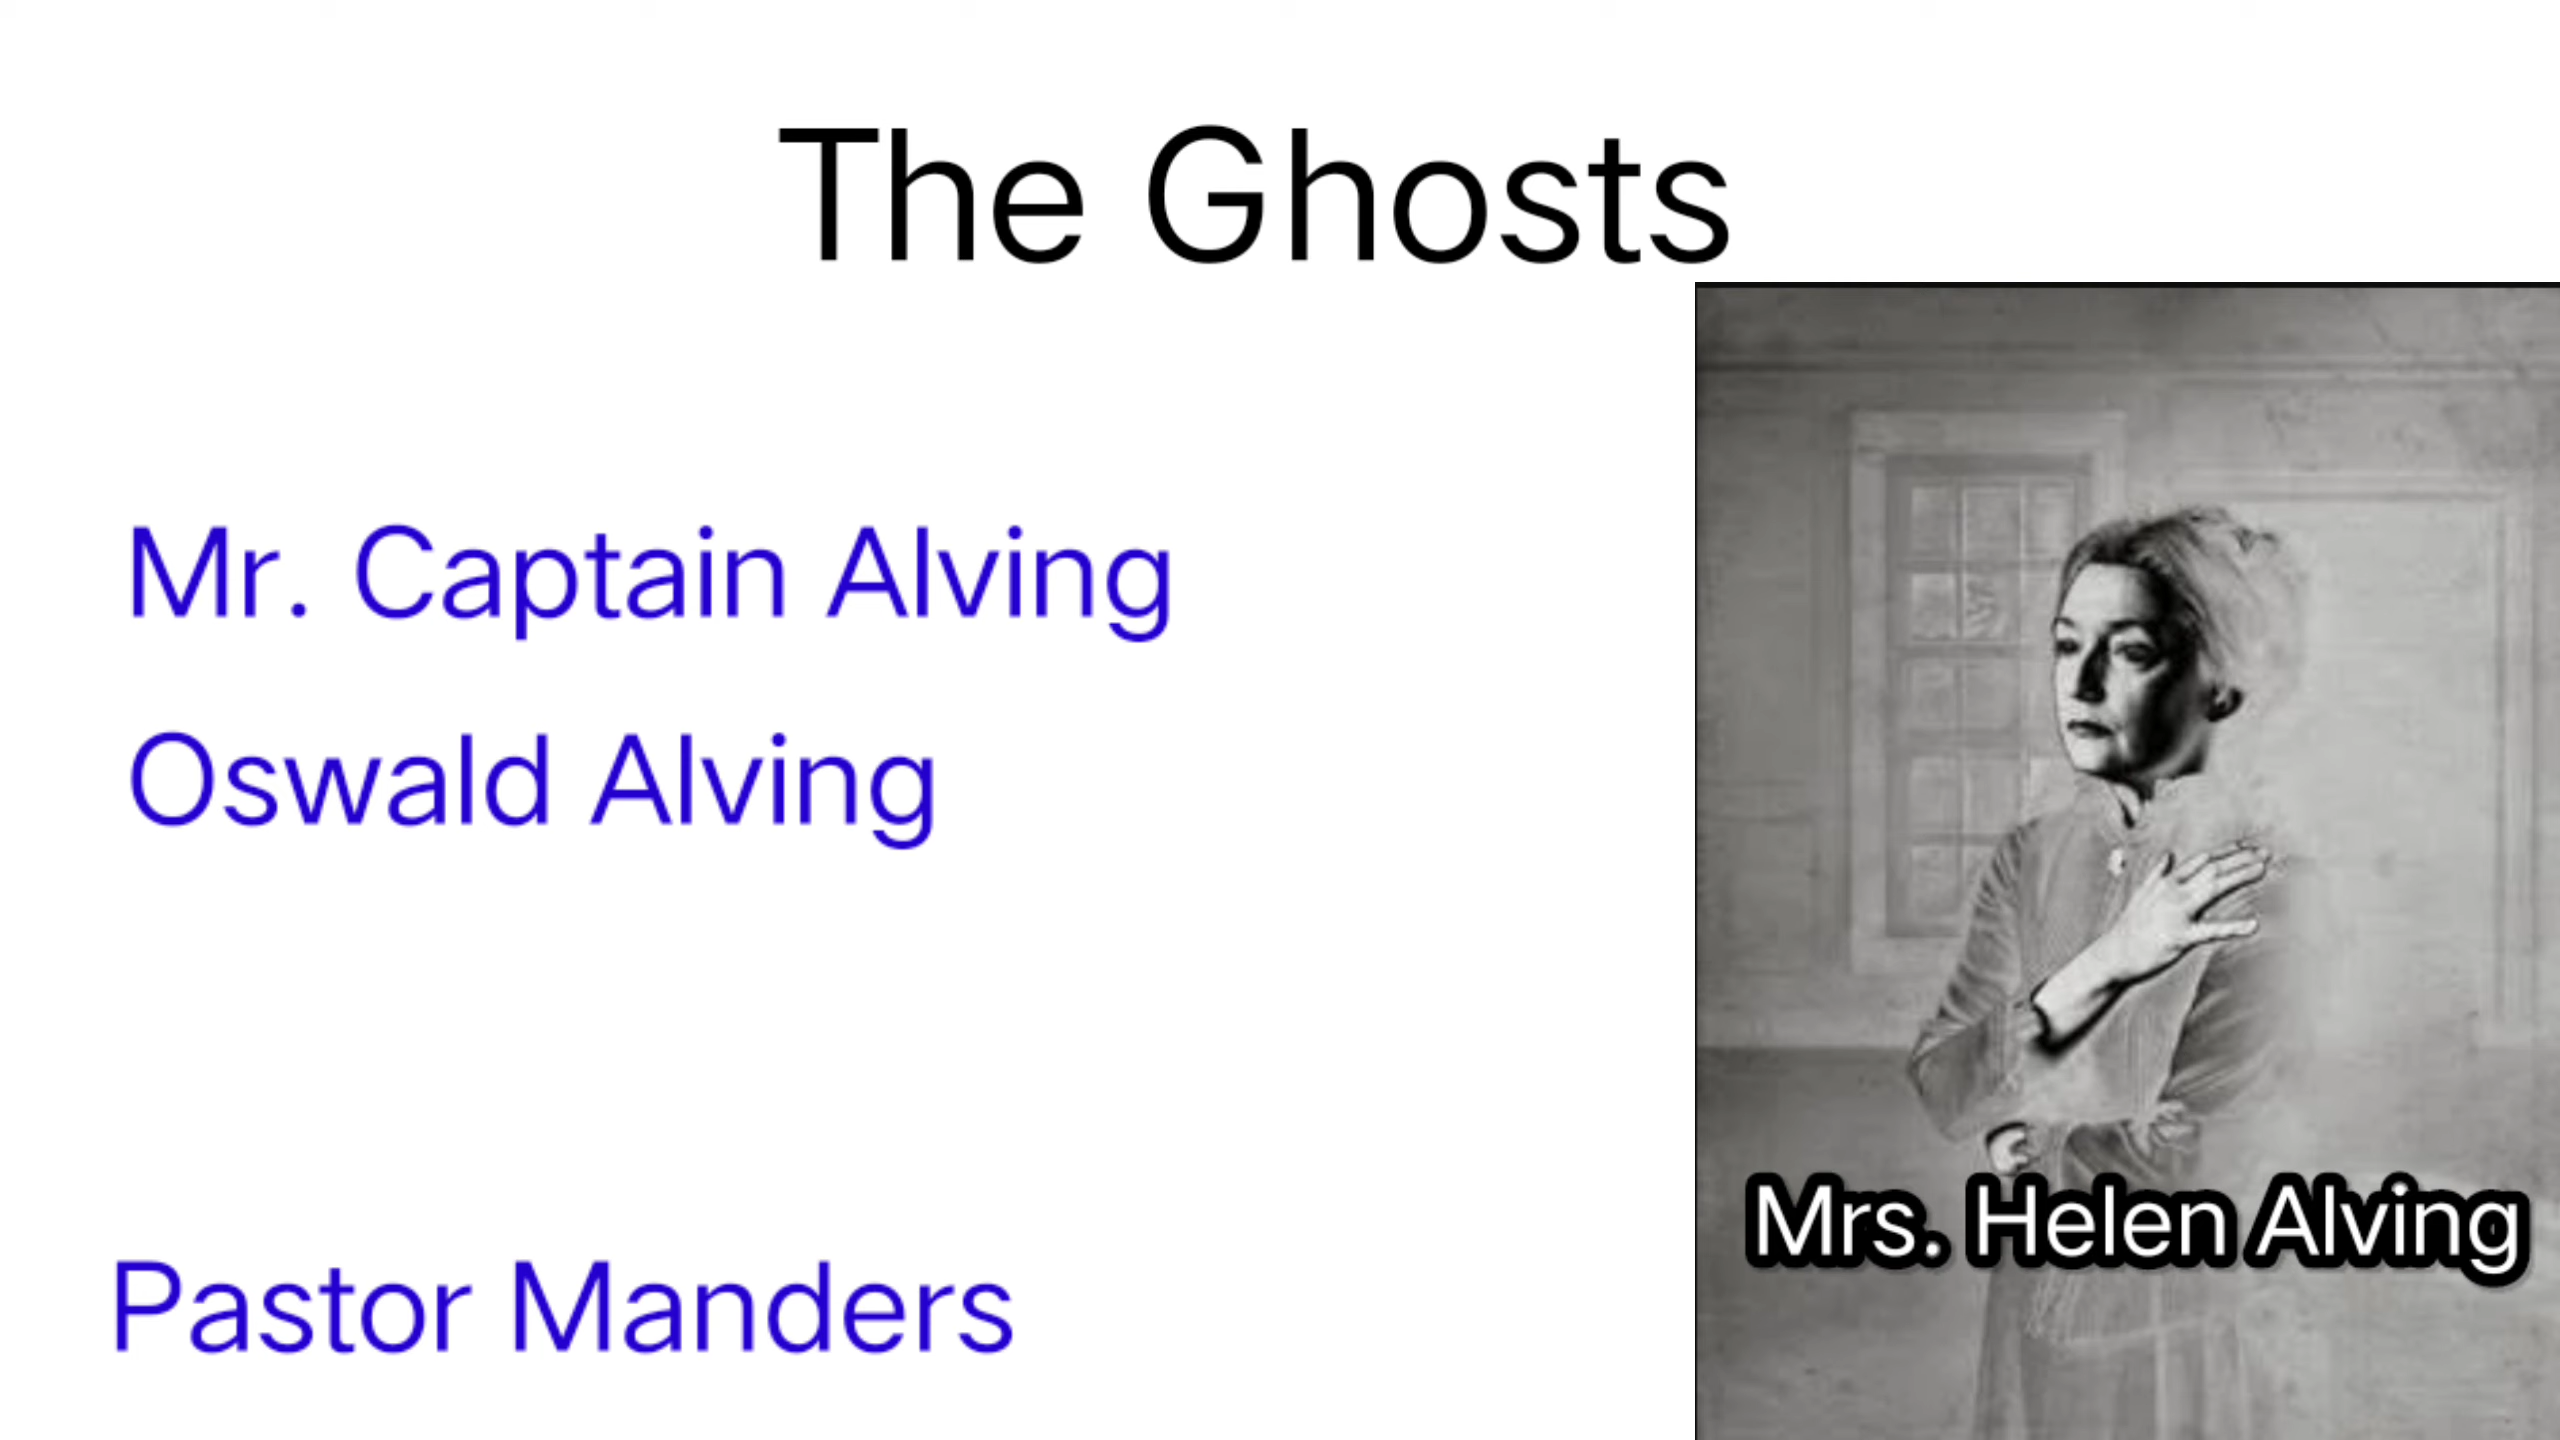 The Ghosts
Mr. Captain Alving
Oswald Alving
Pastor Manders
Mrs. Helen Alving